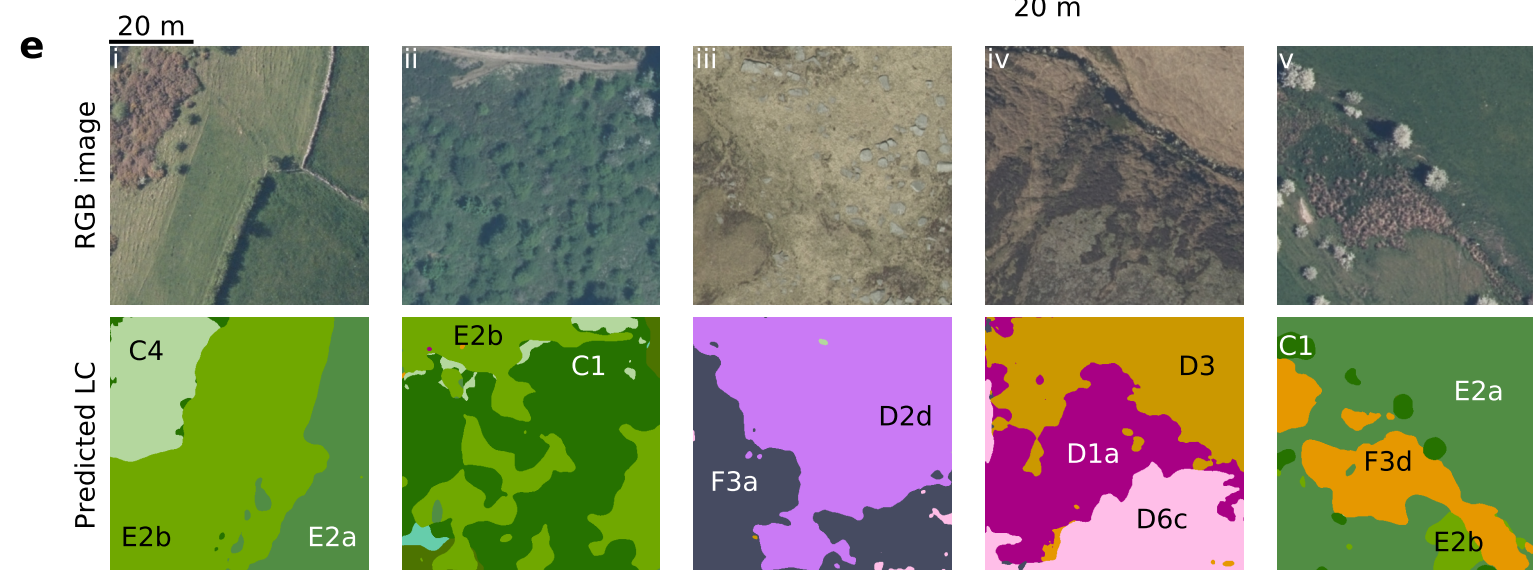 20 m
20 m
e
i
ii
iii
iv
v
RGB image
Predicted LC
C4
E2b
E2a
E2b
C1
D2d
F3a
D3
D1a
D6c
C1
E2a
F3d
E2b